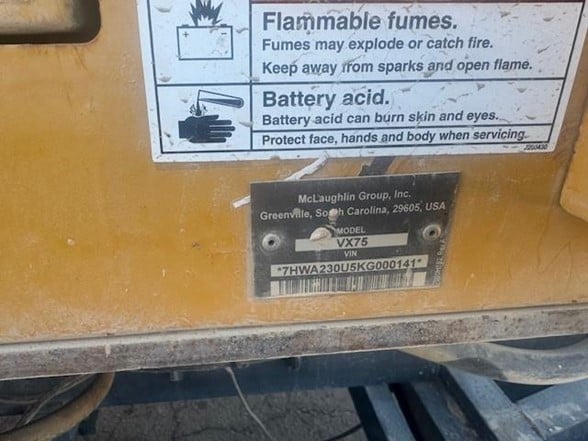 Flammable fumes.
Fumes may explode or catch fire.
Keep away from sparks and open flame.
Battery acid.
Battery acid can burn skin and eyes.
Protect face, hands and body when servicing.
J200430
McLaughlin Group, Inc.
Greenville, South Carolina, 29605, USA
MODEL
VX75
VIN
*7HWA230U5KG000141*